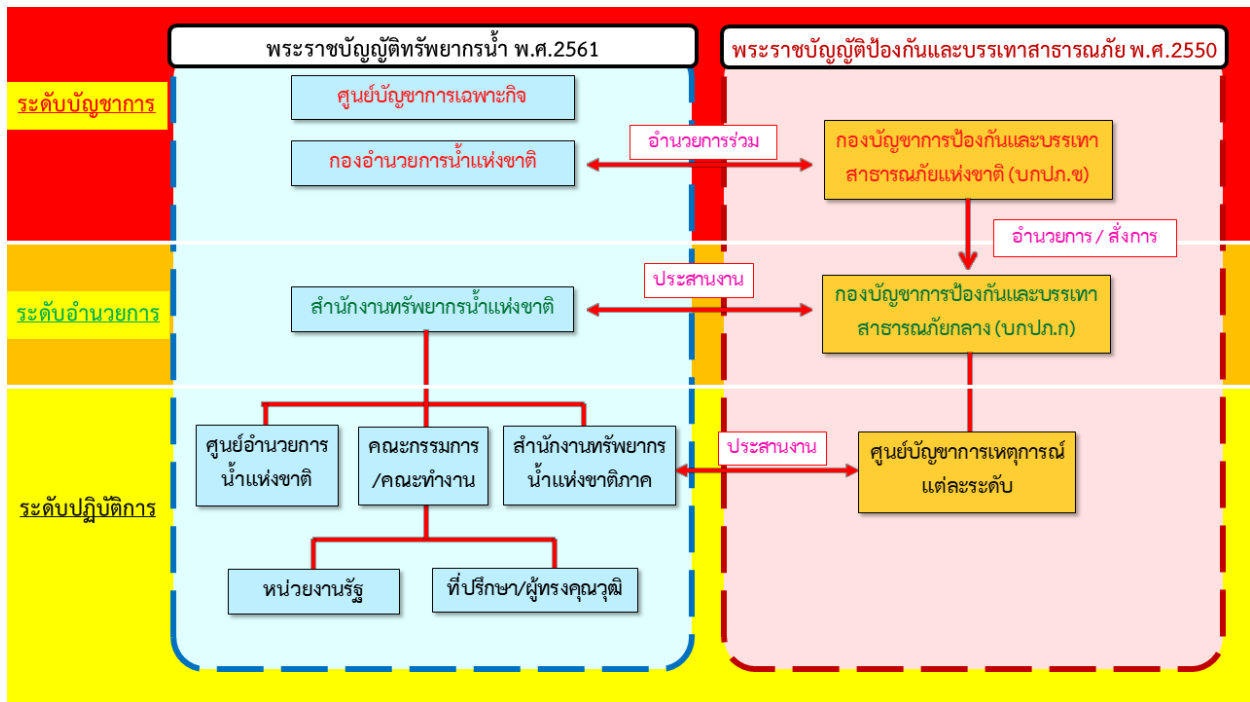 พระราชบัญญัติทรัพยากรน้ำ พ.ศ.2561
พระราชบัญญัติป้องกันและบรรเทาสาธารณภัย พ.ศ.2550
ระดับบัญชาการ
ศูนย์บัญชาการเฉพาะกิจ
กองอำนวยการน้ำแห่งชาติ
อำนวยการร่วม
กองบัญชาการป้องกันและบรรเทา
สาธารณภัยแห่งชาติ (บกปภ.ช)
อำนวยการ / สั่งการ
ระดับอำนวยการ
สำนักงานทรัพยากรน้ำแห่งชาติ
ประสานงาน
กองบัญชาการป้องกันและบรรเทา
สาธารณภัยกลาง (บกปภ.ก)
ระดับปฏิบัติการ
ศูนย์อำนวยการ
น้ำแห่งชาติ
คณะกรรมการ
/คณะทำงาน
สำนักงานทรัพยากร
น้ำแห่งชาติภาค
ประสานงาน
ศูนย์บัญชาการเหตุการณ์
แต่ละระดับ
หน่วยงานรัฐ
ที่ปรึกษา/ผู้ทรงคุณวุฒิ